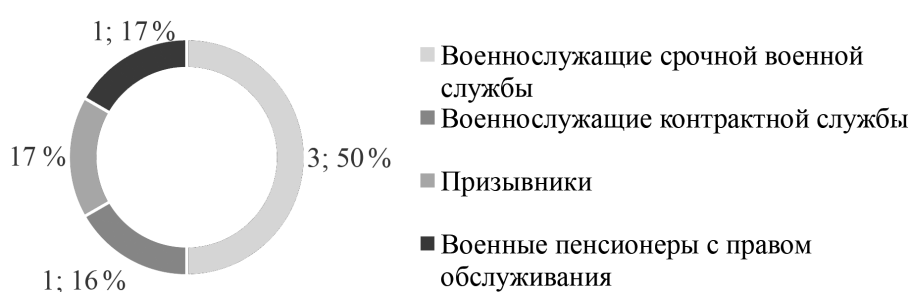 1; 17 %
Военнослужащие срочной военной
службы
Военнослужащие контрактной службы
17 %
3; 50 %
Призывники
Военные пенсионеры с правом
обслуживания
1; 16 %